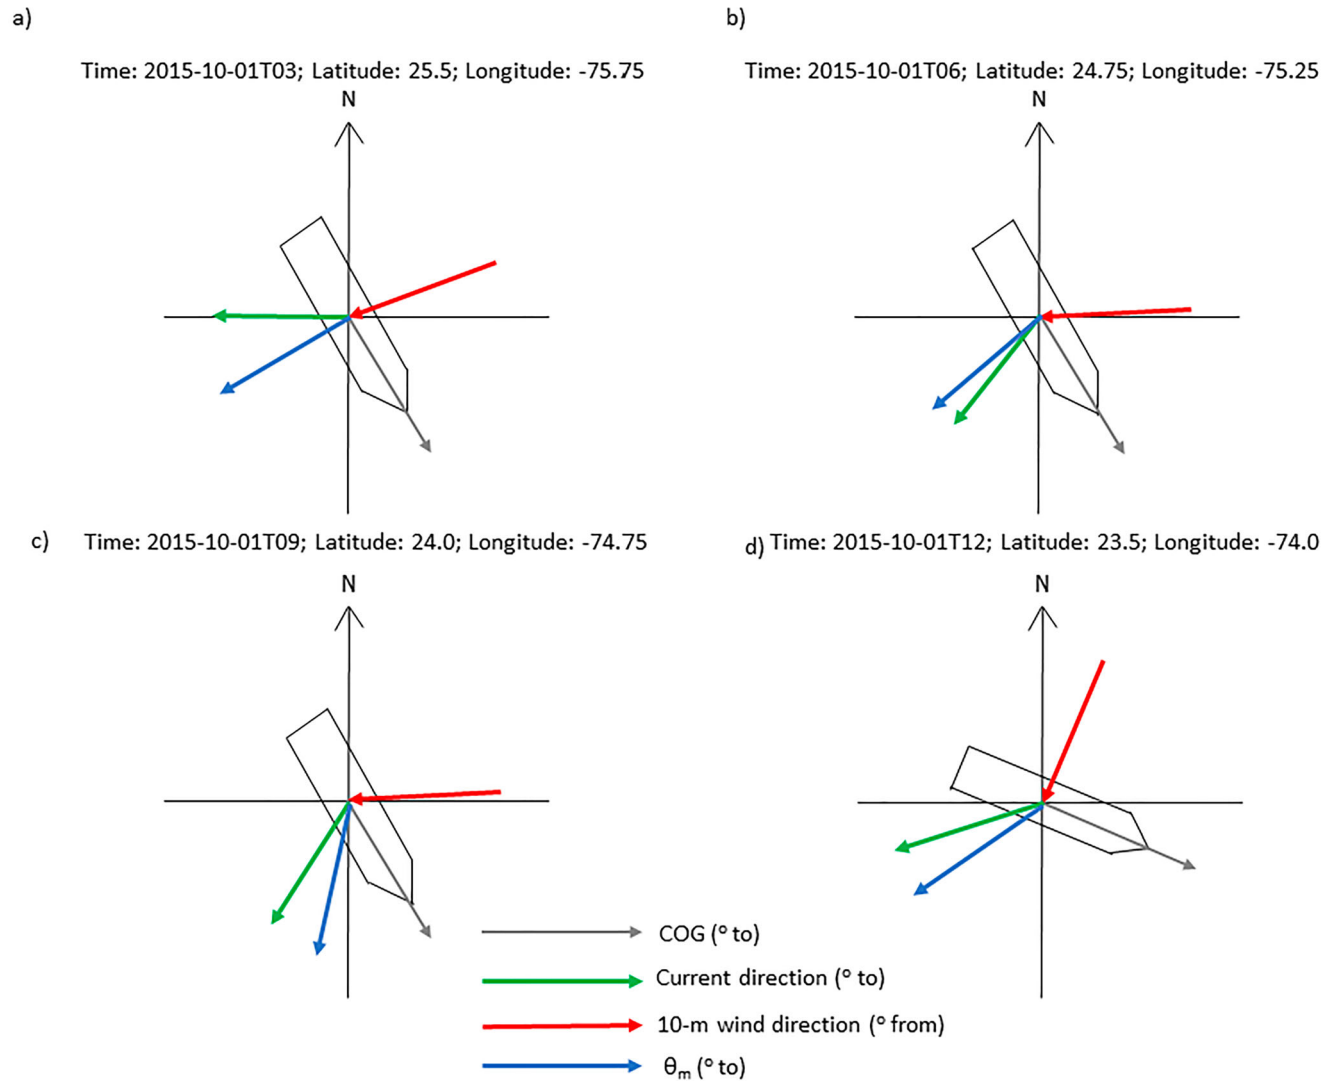 a)
b)
Time: 2015-10-01T03; Latitude: 25.5; Longitude: -75.75
Time: 2015-10-01T06; Latitude: 24.75; Longitude: -75.25
N
N
c)
Time: 2015-10-01T09; Latitude: 24.0; Longitude: -74.75
d)
Time: 2015-10-01T12; Latitude: 23.5; Longitude: -74.0
N
N
COG (° to)
Current direction (° to)
10-m wind direction (° from)
θm (° to)